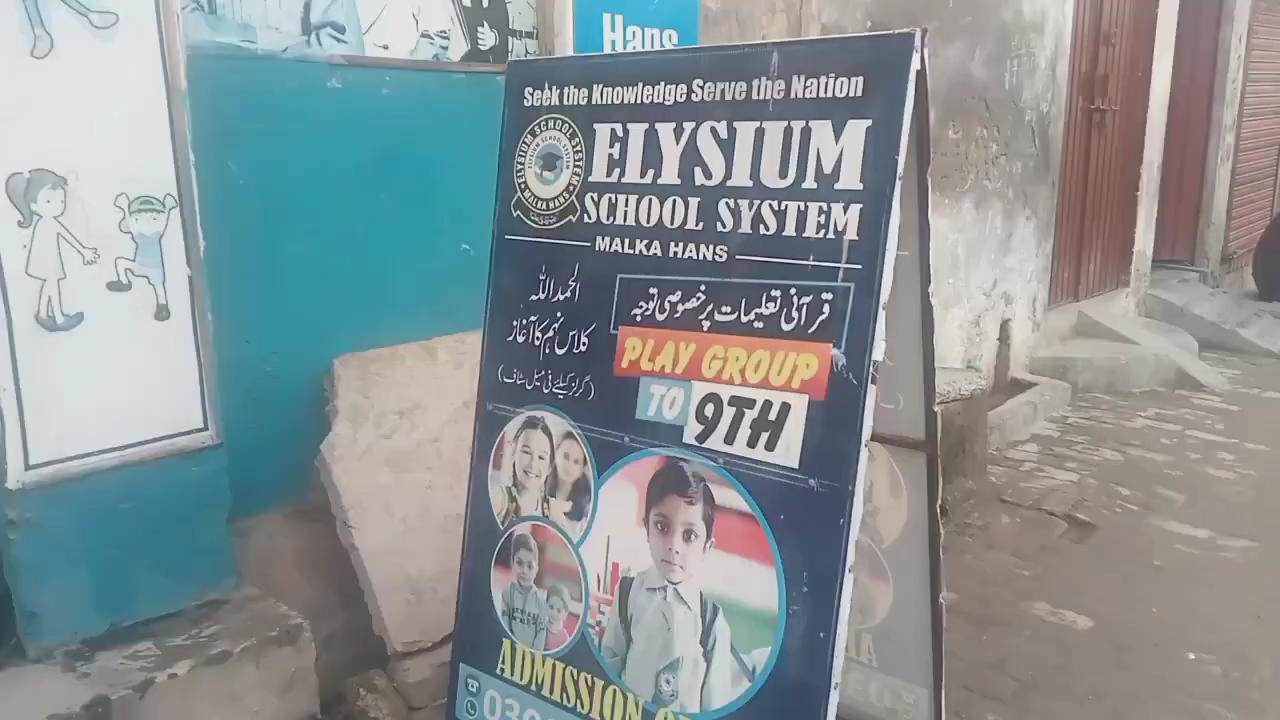 Hans
Seek the Knowledge Serve the Nation
ELYSIUM SCHOOL SYSTEM
MALKA HANS
ELYSIUM
SCHOOL SYSTEM
MALKA HANS
الحمد اللہ
کلاس نہم کا آغاز
(گرلز کیلئے فی میل سٹاف)
قرآنی تعلیمات پر خصوصی توجہ
PLAY GROUP
TO 9TH
ADMISSION